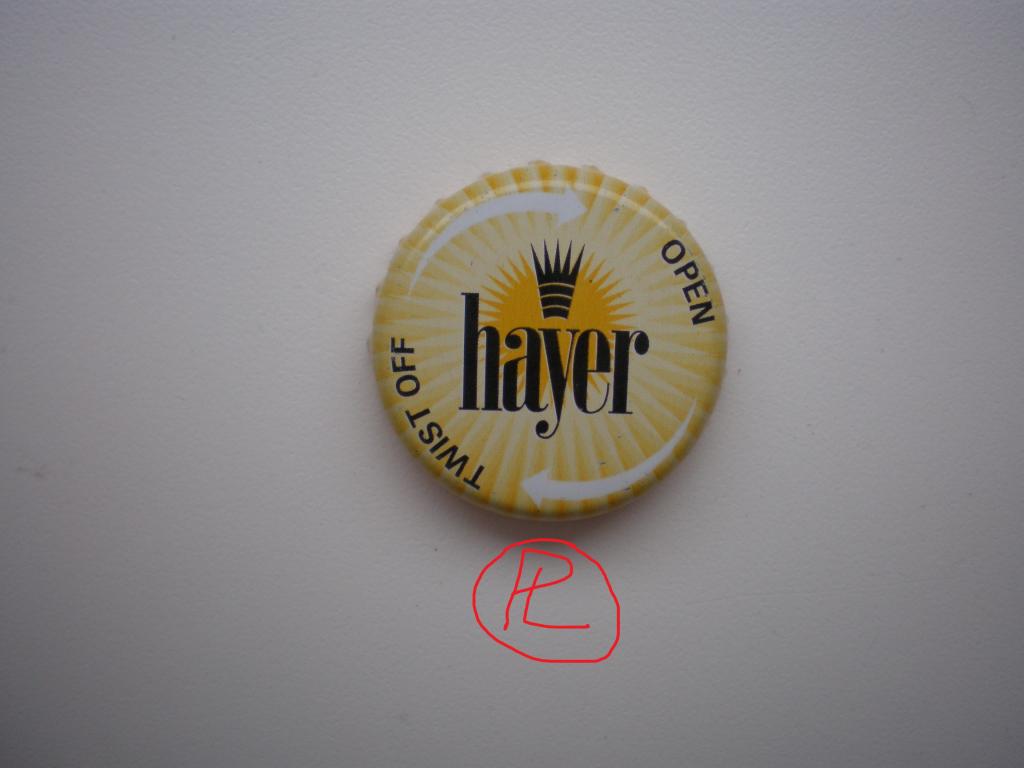 OPEN
hayer
TWIST OFF
PL